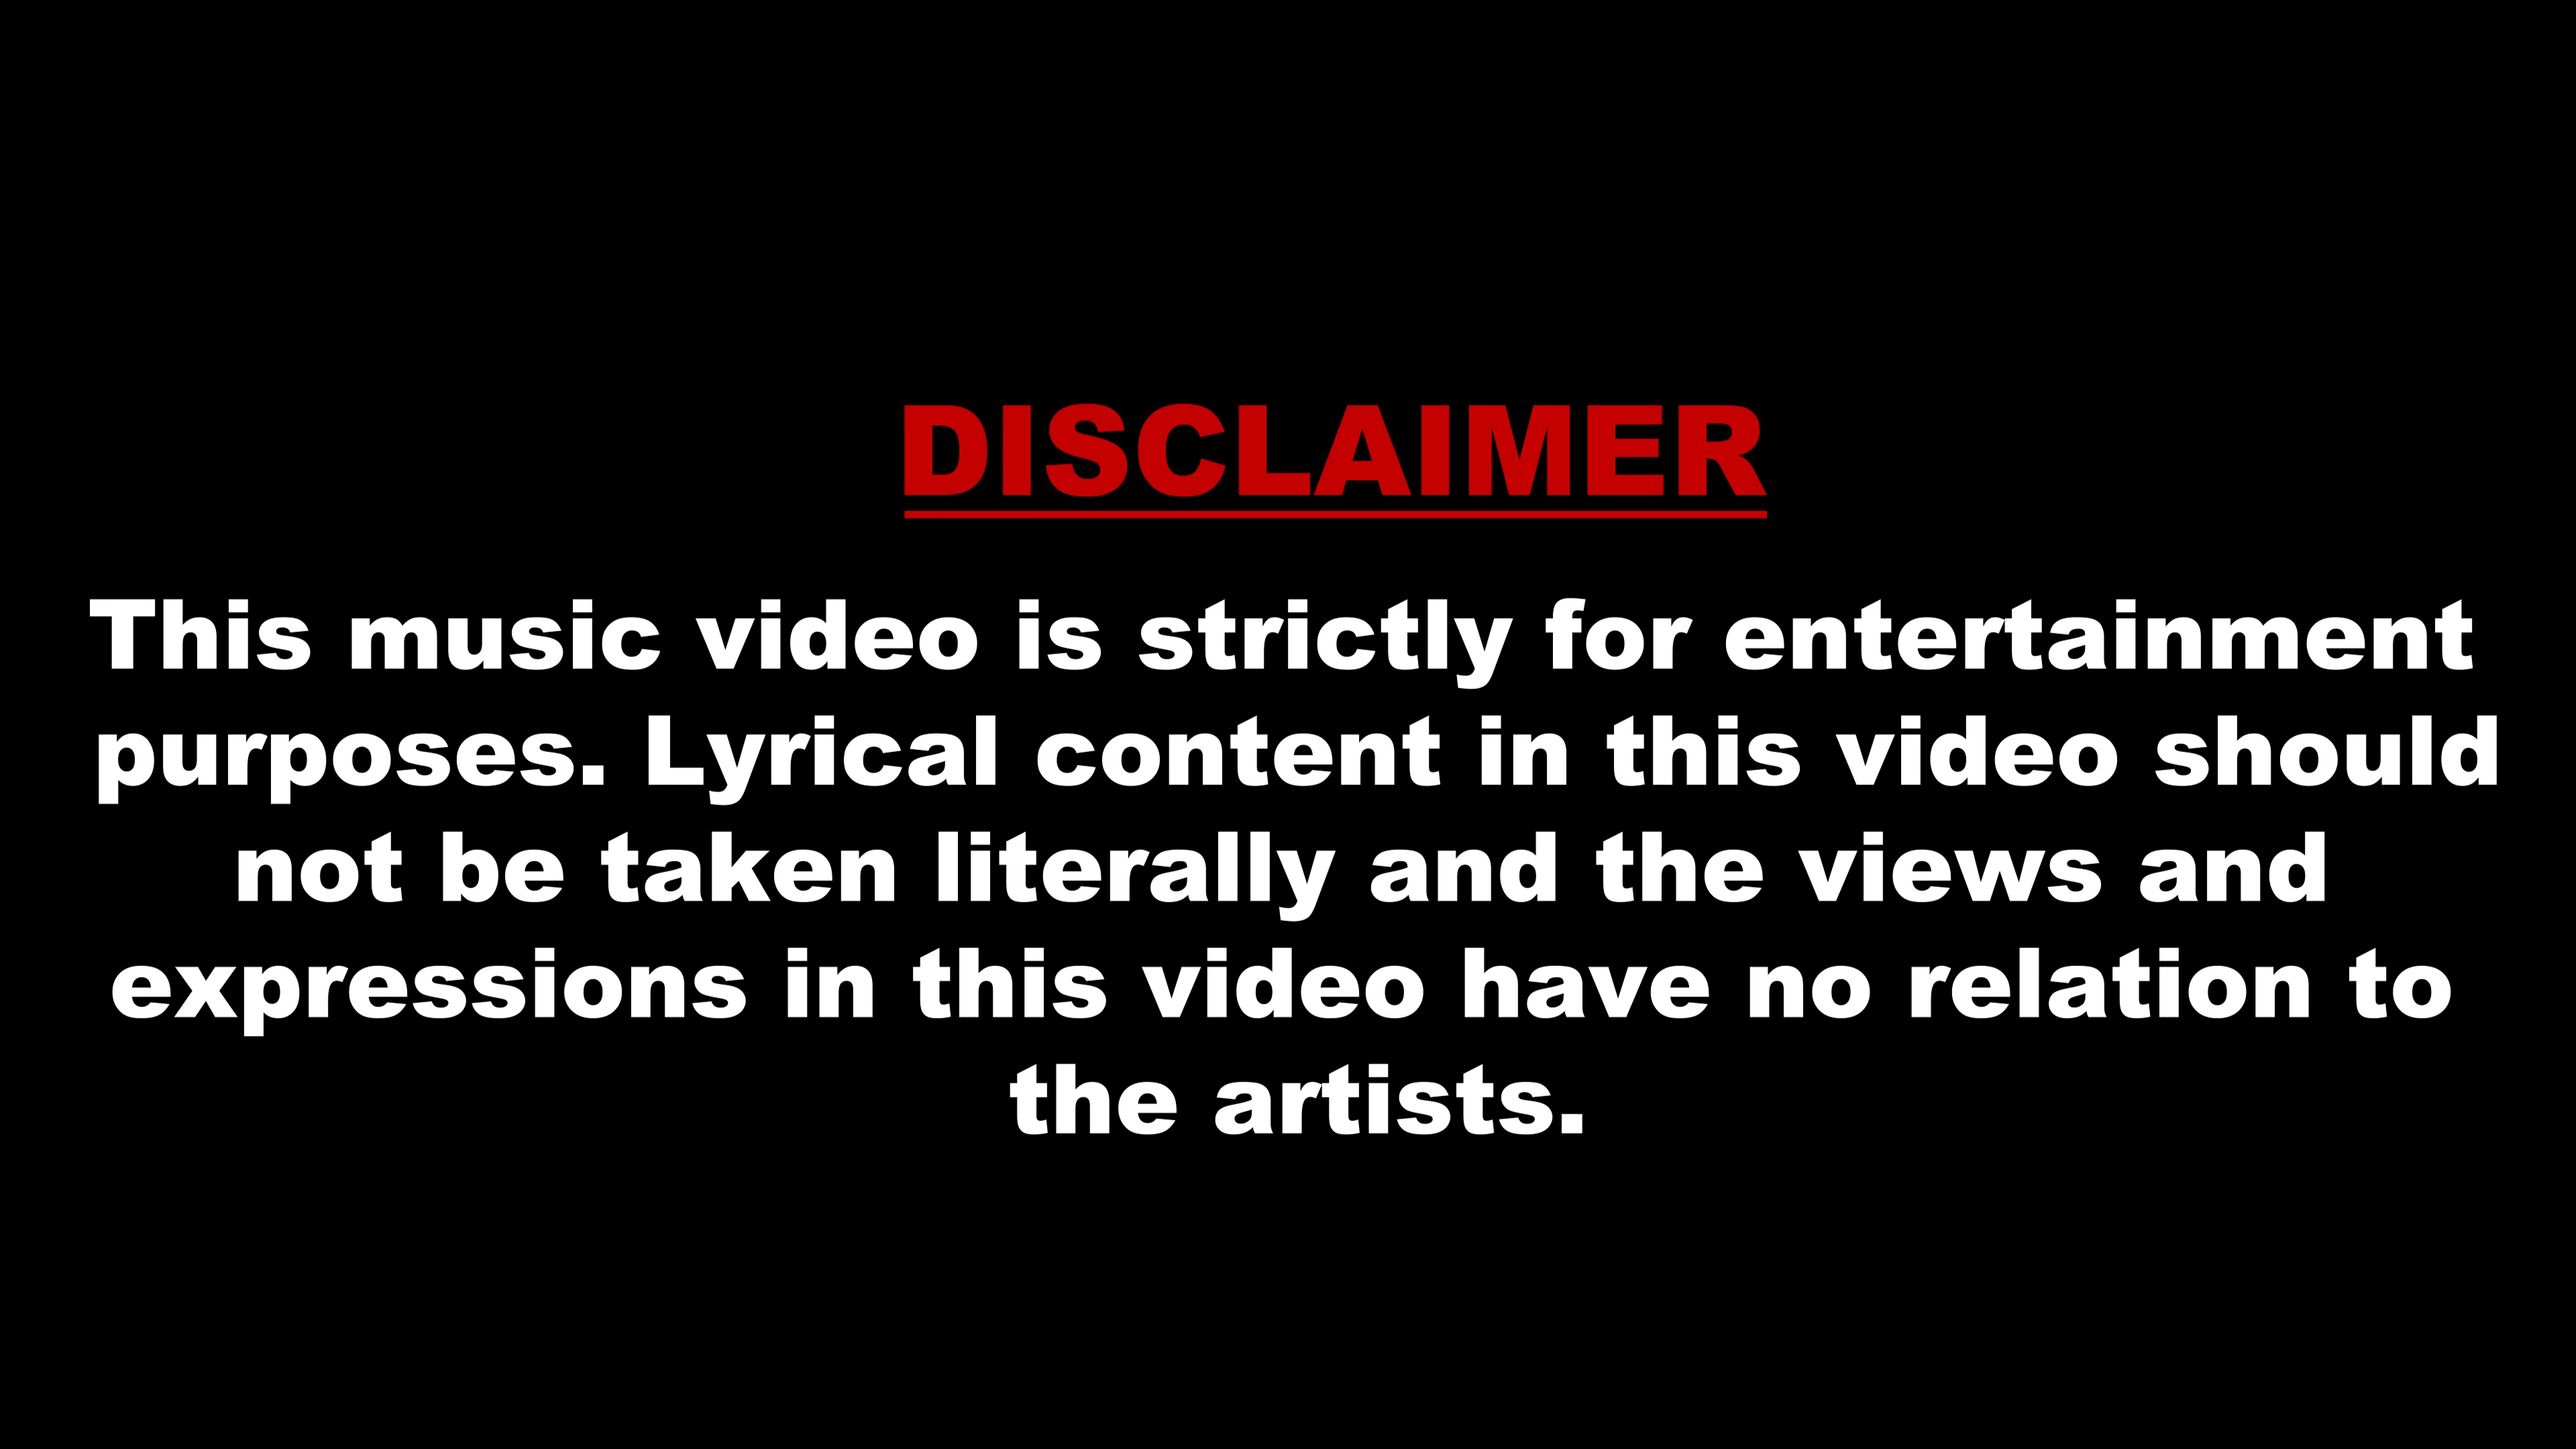 DISCLAIMER
This music video is strictly for entertainment
purposes. Lyrical content in this video should
not be taken literally and the views and
expressions in this video have no relation to
the artists.